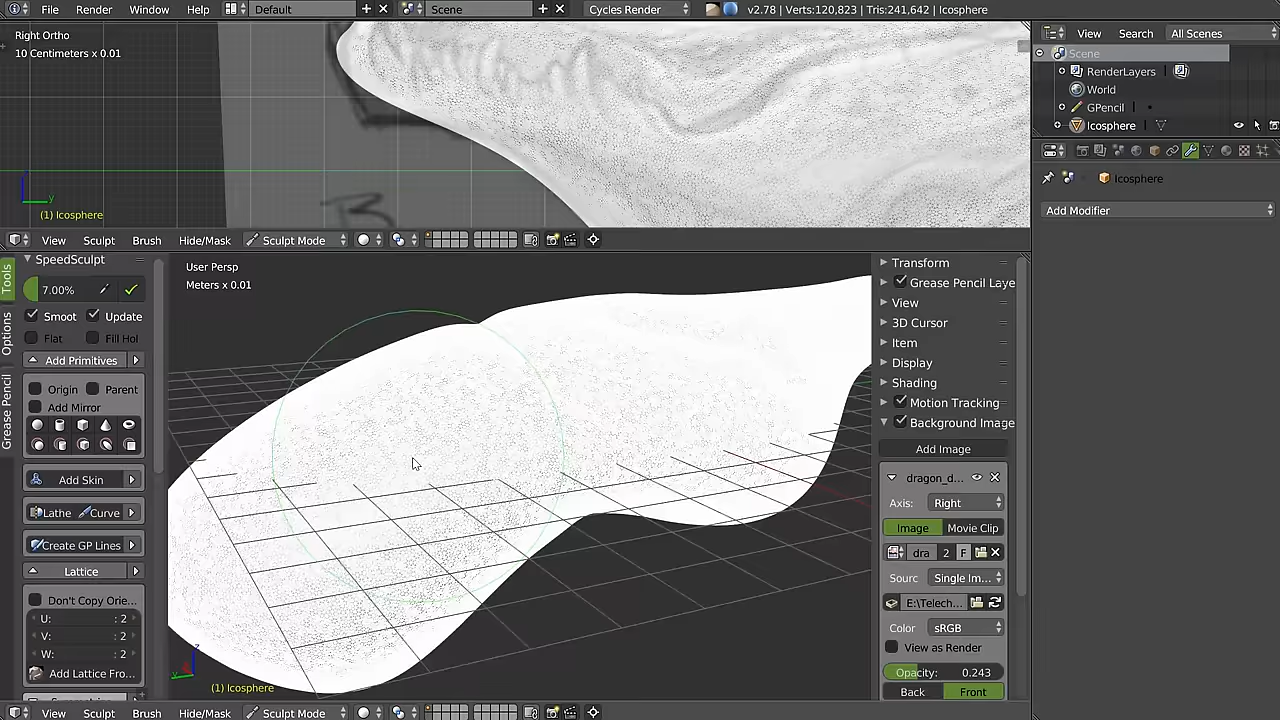 File Render Window Help Default Scene Cycles Render v2.78 | Verts:120,823 | Tris:241,642 | Icosphere
Right Ortho
10 Centimeters x 0.01
B
y
(1) Icosphere
View Sculpt Brush Hide/Mask Sculpt Mode
View Search All Scenes
Scene
RenderLayers
World
GPencil
Icosphere
Icosphere
Add Modifier
Tools
Options
Grease Pencil
SpeedSculpt
7.00%
Smoot Update
Flat Fill Hol
Add Primitives
Origin Parent
Add Mirror
Add Skin
Lathe Curve
Create GP Lines
Lattice
Don't Copy Orie...
U: : 2
V: : 2
W: : 2
Add Lattice Fro...
User Persp
Meters x 0.01
(1) Icosphere
Transform
Grease Pencil Laye
View
3D Cursor
Item
Display
Shading
Motion Tracking
Background Image
Add Image
dragon_d...
Axis: Right
Image Movie Clip
dra 2 F
Sourc Single Im...
E:\Telech...
Color sRGB
View as Render
Opacity: 0.243
Back Front
View Sculpt Brush Hide/Mask Sculpt Mode